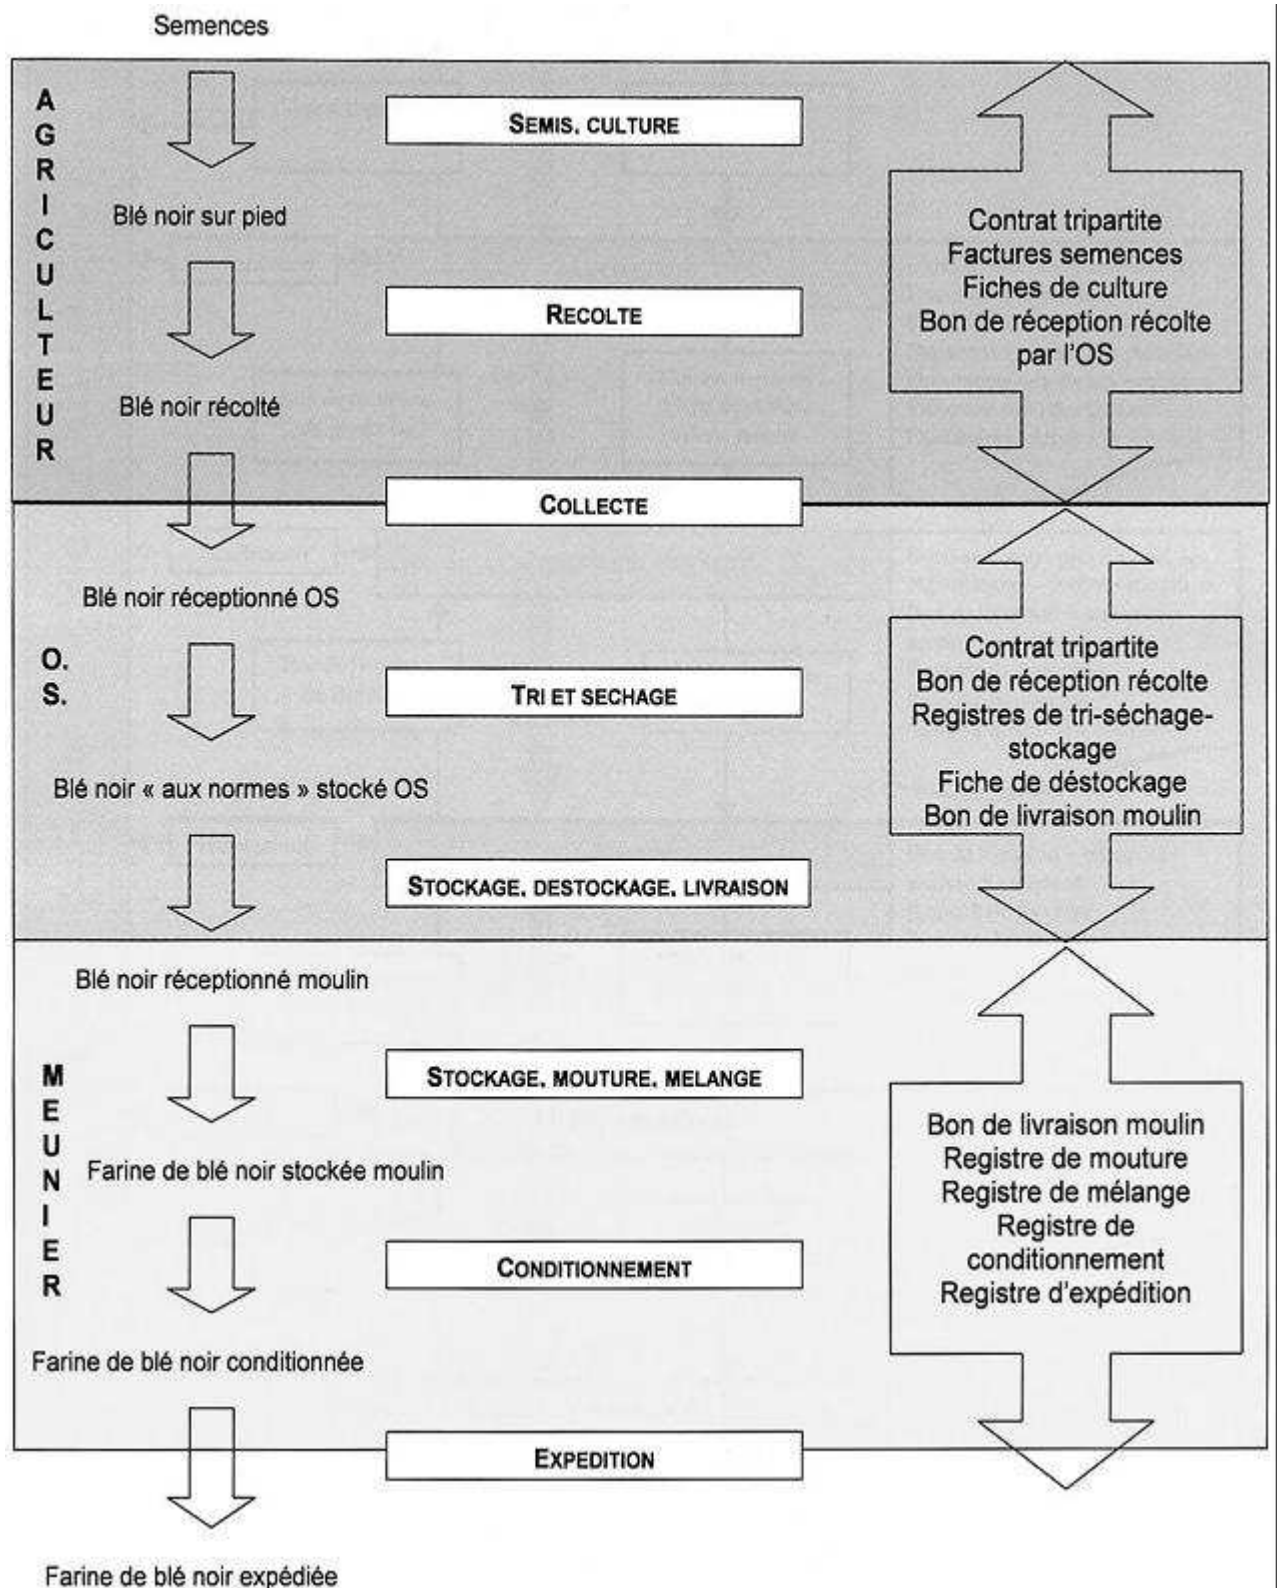 Semences
AGRICULTEUR
SEMIS, CULTURE
Blé noir sur pied
Contrat tripartite
Factures semences
Fiches de culture
Bon de réception récolte
par l'OS
RECOLTE
Blé noir récolté
COLLECTE
Blé noir réceptionné OS
O.
S.
TRI ET SECHAGE
Contrat tripartite
Bon de réception récolte
Registres de tri-séchage-
stockage
Fiche de déstockage
Bon de livraison moulin
Blé noir « aux normes » stocké OS
STOCKAGE, DESTOCKAGE, LIVRAISON
Blé noir réceptionné moulin
MEUNIER
STOCKAGE, MOUTURE, MELANGE
Bon de livraison moulin
Registre de mouture
Registre de mélange
Registre de
conditionnement
Registre d'expédition
Farine de blé noir stockée moulin
CONDITIONNEMENT
Farine de blé noir conditionnée
EXPEDITION
Farine de blé noir expédiée